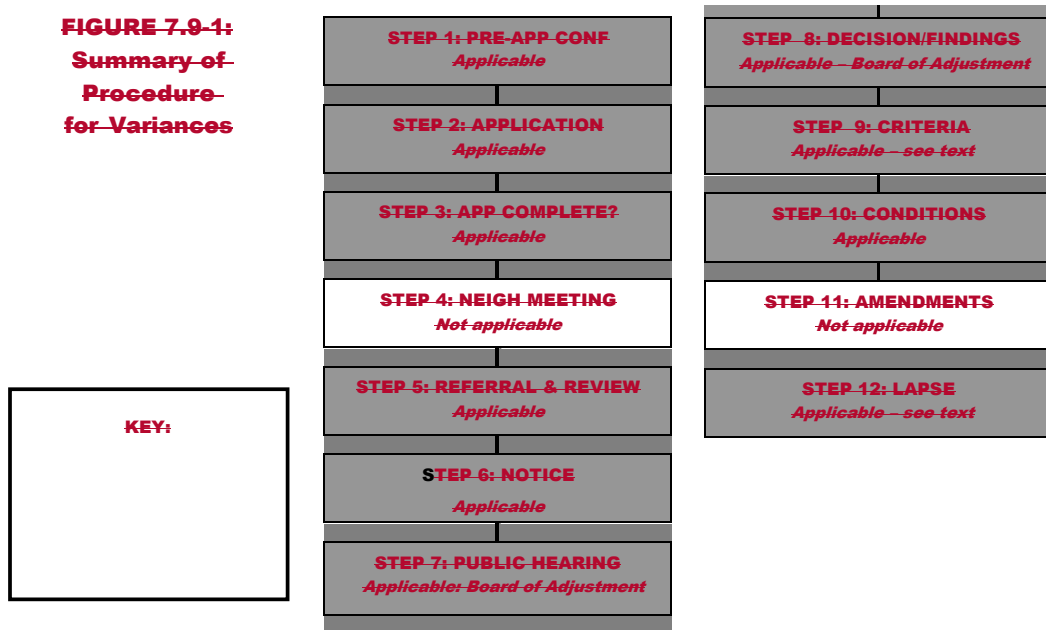 FIGURE 7.9-1:
Summary of
Procedure
for Variances
KEY:
STEP 1: PRE-APP CONF
Applicable
STEP 2: APPLICATION
Applicable
STEP 3: APP COMPLETE?
Applicable
STEP 4: NEIGH MEETING
Not applicable
STEP 5: REFERRAL & REVIEW
Applicable
STEP 6: NOTICE
Applicable
STEP 7: PUBLIC HEARING
Applicable: Board of Adjustment
STEP 8: DECISION/FINDINGS
Applicable – Board of Adjustment
STEP 9: CRITERIA
Applicable – see text
STEP 10: CONDITIONS
Applicable
STEP 11: AMENDMENTS
Not applicable
STEP 12: LAPSE
Applicable – see text